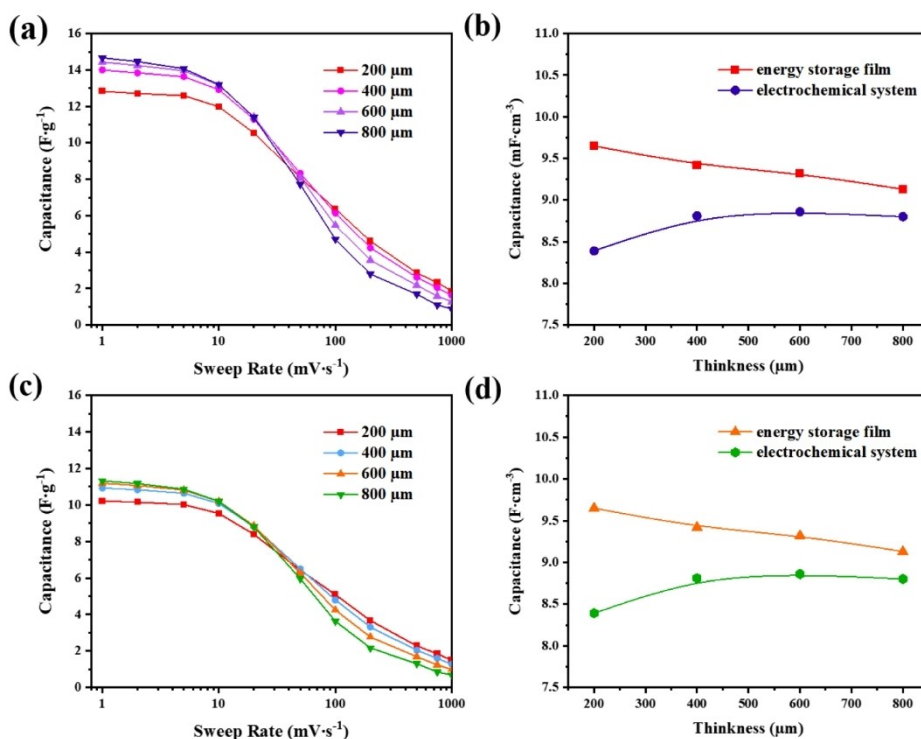 (a)
16
14
12
10
8
6
4
2
0
Capacitance (F·g⁻¹)
200 µm
400 µm
600 µm
800 µm
1 10 100 1000
Sweep Rate (mV·s⁻¹)
(b)
11.0
10.5
10.0
9.5
9.0
8.5
8.0
7.5
Capacitance (mF·cm⁻³)
energy storage film
electrochemical system
200 300 400 500 600 700 800
Thinkness (µm)
(c)
16
14
12
10
8
6
4
2
0
Capacitance (F·g⁻¹)
200 µm
400 µm
600 µm
800 µm
1 10 100 1000
Sweep Rate (mV·s⁻¹)
(d)
11.0
10.5
10.0
9.5
9.0
8.5
8.0
7.5
Capacitance (F·cm⁻³)
energy storage film
electrochemical system
200 300 400 500 600 700 800
Thinkness (µm)